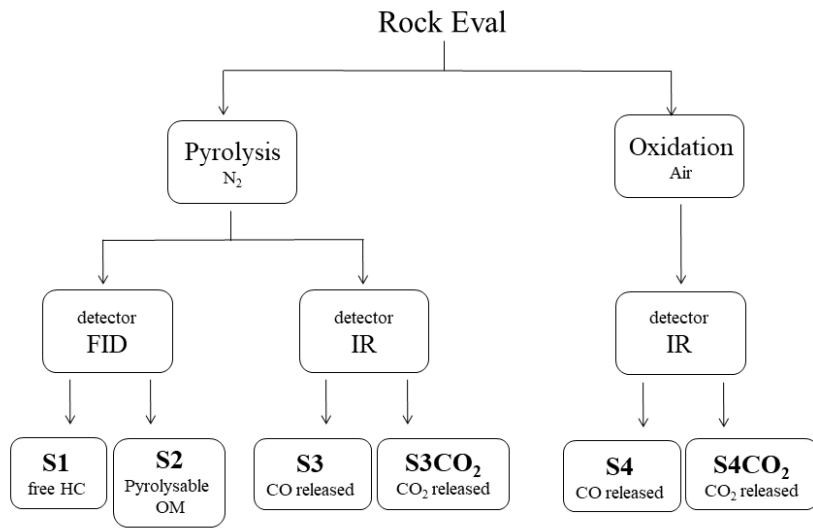 Rock Eval
Pyrolysis
N₂
Oxidation
Air
detector
FID
detector
IR
detector
IR
S1
free HC
S2
Pyrolysable
OM
S3
CO released
S3CO₂
CO₂ released
S4
CO released
S4CO₂
CO₂ released